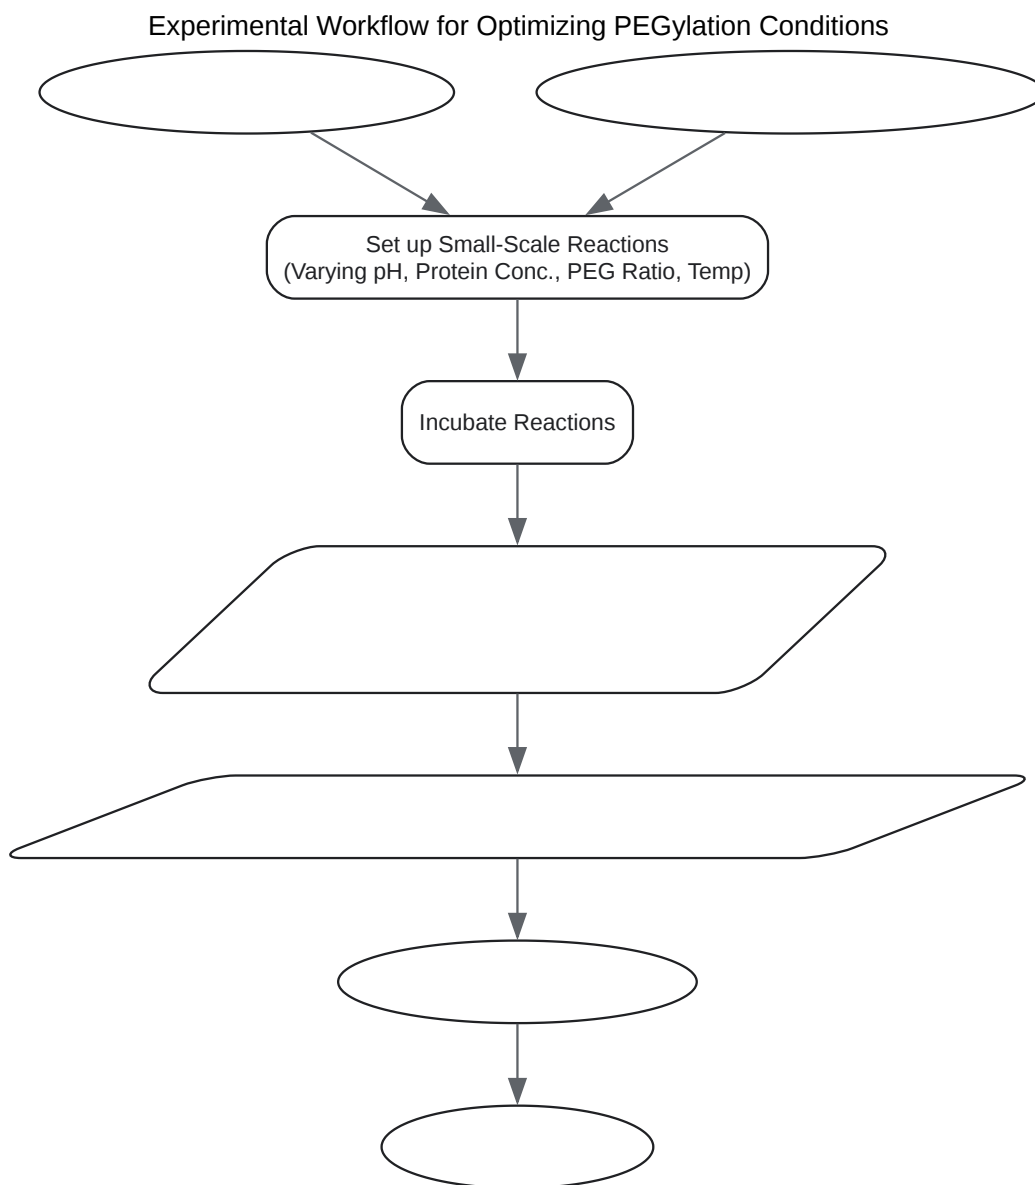 Experimental Workflow for Optimizing PEGylation Conditions
Set up Small-Scale Reactions
(Varying pH, Protein Conc., PEG Ratio, Temp)
Incubate Reactions